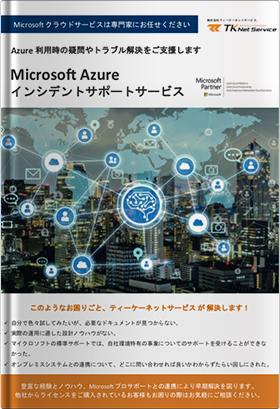 Microsoft クラウドサービスは専門家にお任せください
株式会社ティーケーネットサービス
TK Net Service
Azure 利用時の疑問やトラブル解決をご支援します
Microsoft Azure
インシデントサポートサービス
Microsoft
Partner
Microsoft
このようなお困りごと、ティーケーネットサービス が 解決します！
✓ 自分で色々試してみたいが、必要なドキュメントが見つからない。
✓ 実際の運用に適した設計ノウハウがない。
✓ マイクロソフトの標準サポートでは、自社環境特有の事象についてのサポートを受けることができな
かった。
✓ オンプレミスシステムとの連携について、どこに問い合わせれば良いかわからずたらい回しにされた。
豊富な経験とノウハウ、Microsoft プロサポートとの連携により早期解決を図ります。
他社からライセンスをご購入されているお客様もお困りの際はお気軽にご相談ください。